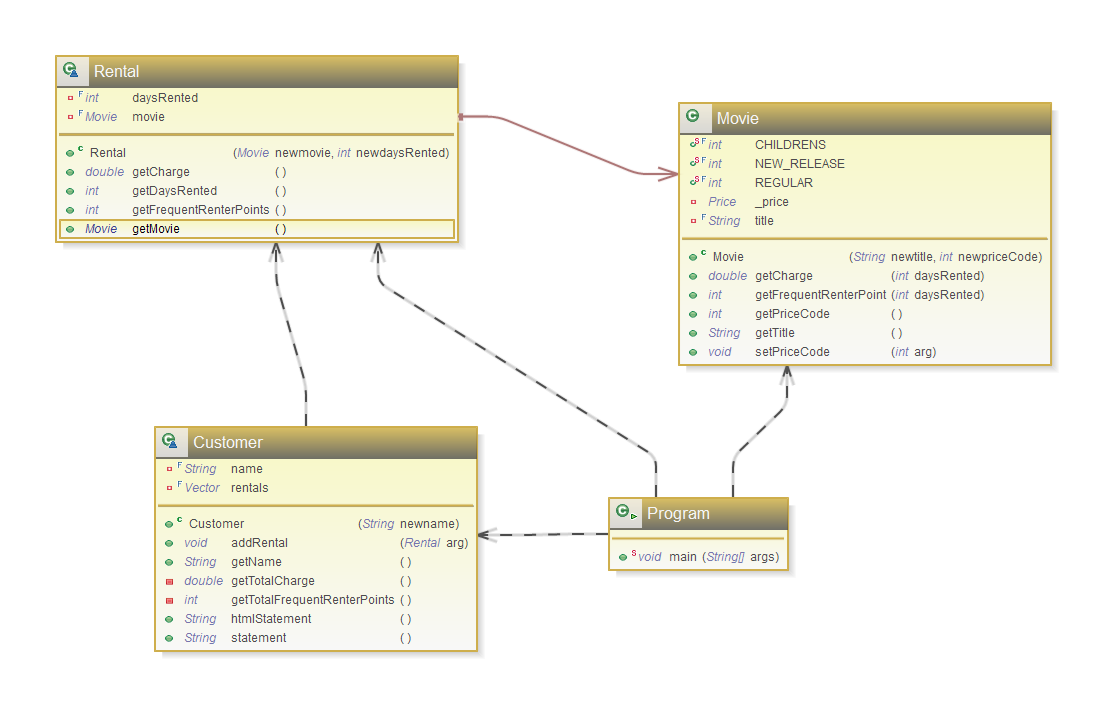 Rental
F int daysRented
F Movie movie
C Rental (Movie newmovie, int newdaysRented)
double getCharge ( )
int getDaysRented ( )
int getFrequentRenterPoints ( )
Movie getMovie ( )
Movie
S F int CHILDRENS
S F int NEW_RELEASE
S F int REGULAR
Price _price
F String title
C Movie (String newtitle, int newpriceCode)
double getCharge (int daysRented)
int getFrequentRenterPoint (int daysRented)
int getPriceCode ( )
String getTitle ( )
void setPriceCode (int arg)
Customer
F String name
F Vector rentals
C Customer (String newname)
void addRental (Rental arg)
String getName ( )
double getTotalCharge ( )
int getTotalFrequentRenterPoints ( )
String htmlStatement ( )
String statement ( )
Program
S void main (String[] args)